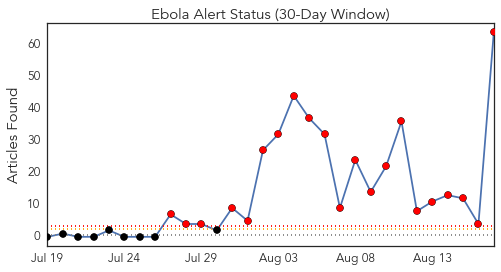 Ebola Alert Status (30-Day Window)
Articles Found
60
50
40
30
20
10
0
Jul 19 Jul 24 Jul 29 Aug 03 Aug 08 Aug 13